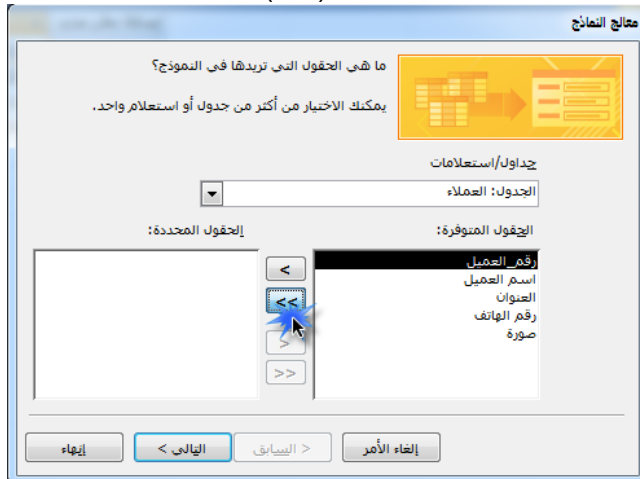 معالج النماذج
ما هي الحقول التي تريدها في النموذج؟
يمكنك الاختيار من أكثر من جدول أو استعلام واحد.
جداول/استعلامات
الجدول: العملاء
الحقول المتوفرة:
الحقول المحددة:
رقم_العميل
اسم العميل
العنوان
رقم الهاتف
صورة
<
<<
>
>>
إلغاء الأمر
< السابق
التالي >
إنهاء